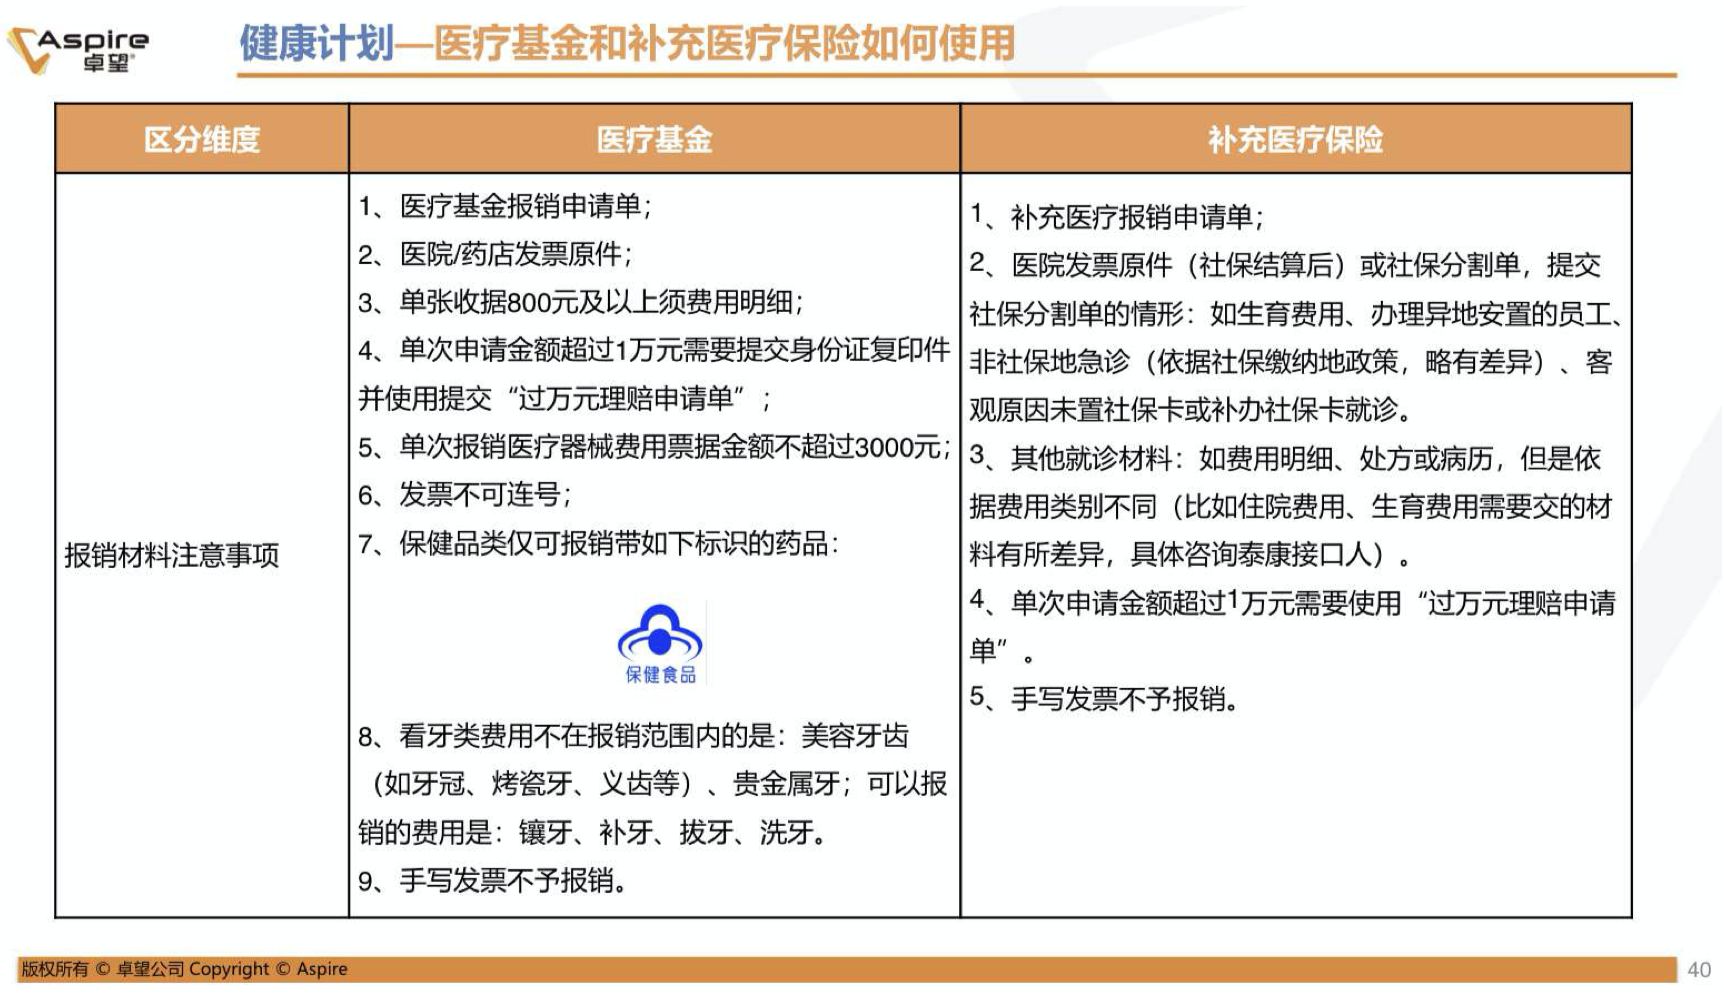 Aspire
卓望
健康计划—医疗基金和补充医疗保险如何使用
区分维度
医疗基金
补充医疗保险
报销材料注意事项
1、医疗基金报销申请单；
2、医院/药店发票原件；
3、单张收据800元及以上须费用明细；
4、单次申请金额超过1万元需要提交身份证复印件
并使用提交“过万元理赔申请单”；
5、单次报销医疗器械费用票据金额不超过3000元；
6、发票不可连号；
7、保健品类仅可报销带如下标识的药品：
保健食品
8、看牙类费用不在报销范围内的是：美容牙齿
（如牙冠、烤瓷牙、义齿等）、贵金属牙；可以报
销的费用是：镶牙、补牙、拔牙、洗牙。
9、手写发票不予报销。
1、补充医疗报销申请单；
2、医院发票原件（社保结算后）或社保分割单，提交
社保分割单的情形：如生育费用、办理异地安置的员工、
非社保地急诊（依据社保缴纳地政策，略有差异）、客
观原因未置社保卡或补办社保卡就诊。
3、其他就诊材料：如费用明细、处方或病历，但是依
据费用类别不同（比如住院费用、生育费用需要交的材
料有所差异，具体咨询泰康接口人）。
4、单次申请金额超过1万元需要使用“过万元理赔申请
单”。
5、手写发票不予报销。
版权所有 © 卓望公司 Copyright © Aspire
40